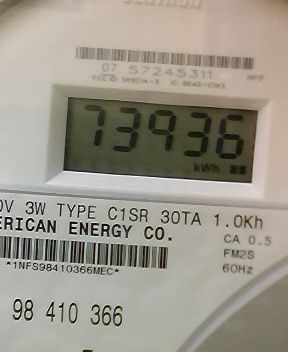 07 57245311
73936
kWh
V 3W TYPE C1SR 30TA 1.0Kh
ERICAN ENERGY CO.
CA 0.5
FM2S
60Hz
*1NFS98410366MEC*
98 410 366